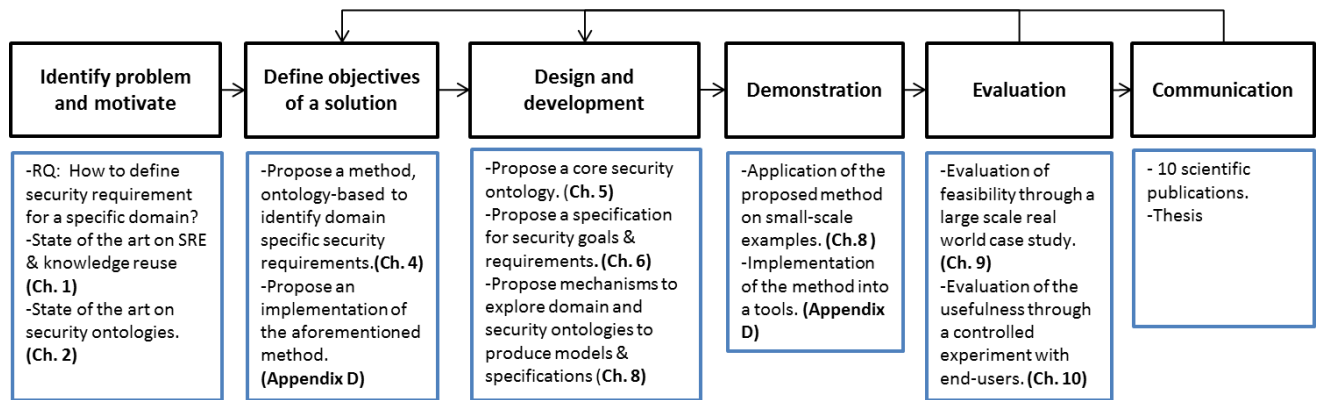 Identify problem
and motivate
Define objectives
of a solution
Design and
development
Demonstration
Evaluation
Communication
-RQ: How to define
security requirement
for a specific domain?
-State of the art on SRE
& knowledge reuse
(Ch. 1)
-State of the art on
security ontologies.
(Ch. 2)
-Propose a method,
ontology-based to
identify domain
specific security
requirements.(Ch. 4)
-Propose an
implementation of
the aforementioned
method.
(Appendix D)
-Propose a core security
ontology. (Ch. 5)
-Propose a specification
for security goals &
requirements. (Ch. 6)
-Propose mechanisms to
explore domain and
security ontologies to
produce models &
specifications (Ch. 8)
-Application of the
proposed method
on small-scale
examples. (Ch.8 )
-Implementation
of the method into
a tools. (Appendix
D)
-Evaluation of
feasibility through a
large scale real
world case study.
(Ch. 9)
-Evaluation of the
usefulness through
a controlled
experiment with
end-users. (Ch. 10)
- 10 scientific
publications.
-Thesis